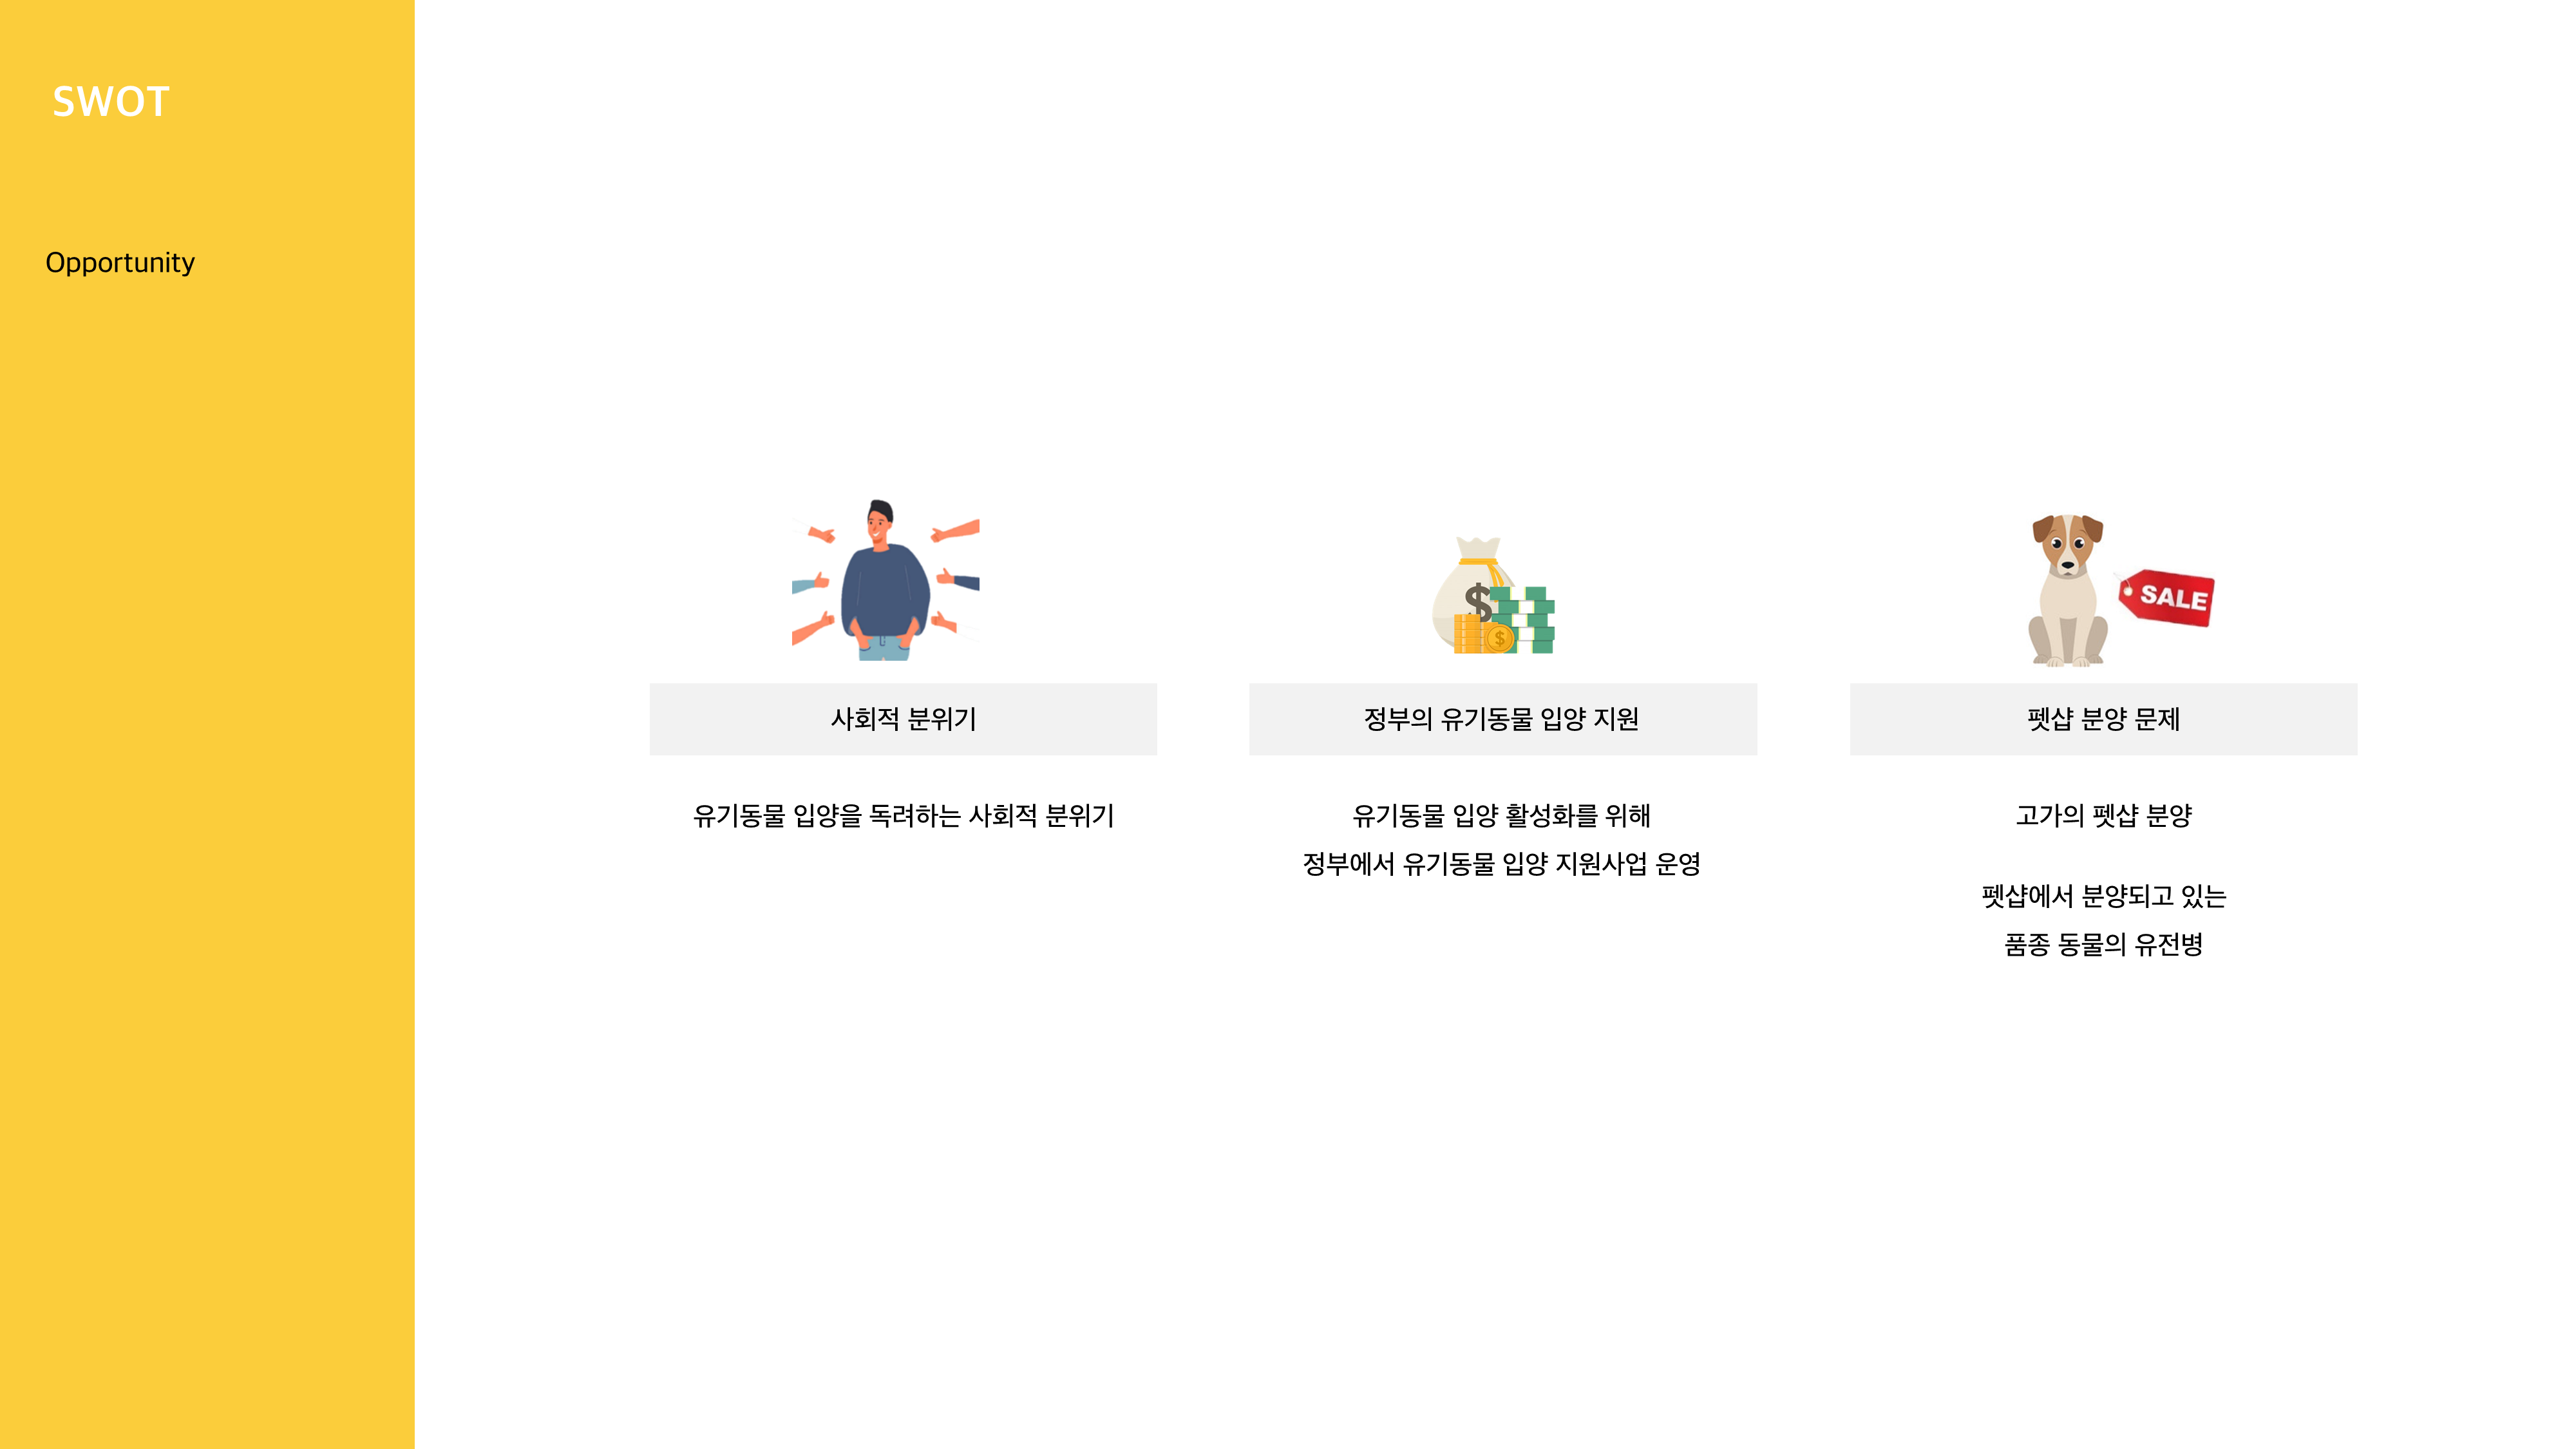 SWOT
Opportunity
$
$
SALE
사회적 분위기
정부의 유기동물 입양 지원
펫샵 분양 문제
유기동물 입양을 독려하는 사회적 분위기
유기동물 입양 활성화를 위해
정부에서 유기동물 입양 지원사업 운영
고가의 펫샵 분양
펫샵에서 분양되고 있는
품종 동물의 유전병